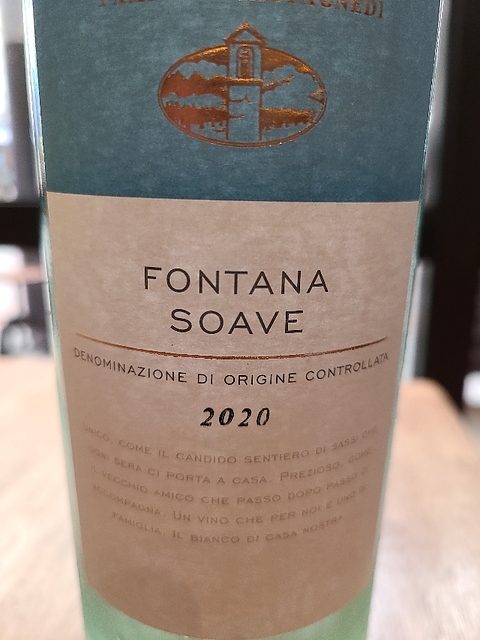 FONTANA
SOAVE
DENOMINAZIONE DI ORIGINE CONTROLLATA
2020
UNICO, COME IL CANDIDO SENTIERO DI SASSI CHE
OGNI SERA CI PORTA A CASA. PREZIOSO, COME
IL VECCHIO AMICO CHE PASSO DOPO PASSO
ACCOMPAGNA. UN VINO CHE PER NOI È UNO DI
FAMIGLIA. IL BIANCO DI CASA NOSTRA